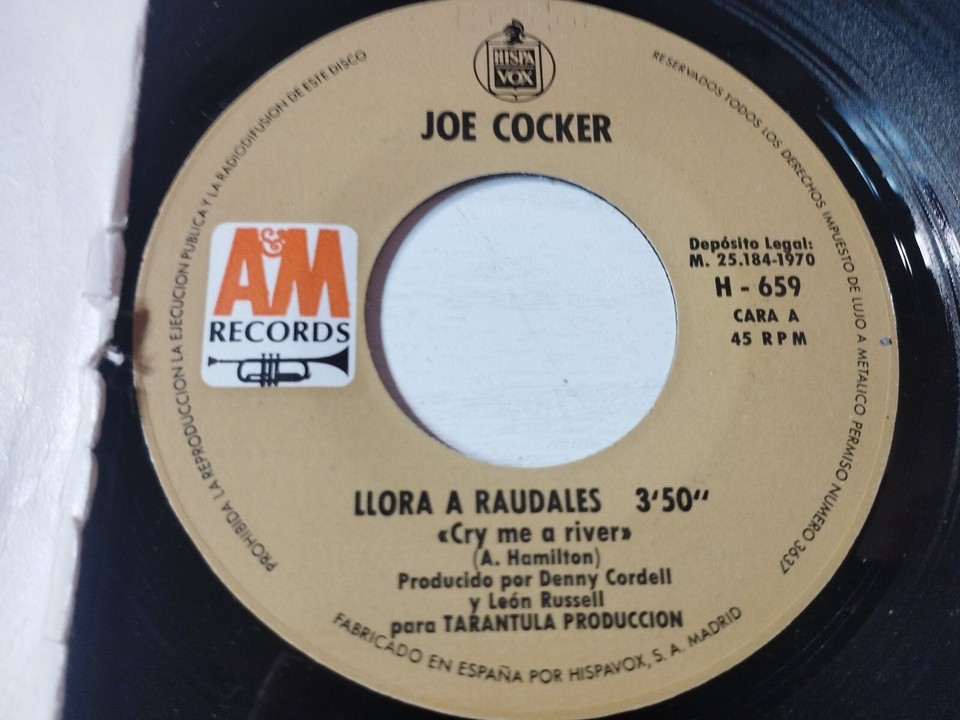 HISPA
VOX
JOE COCKER
A&M
RECORDS
Depósito Legal:
M. 25.184-1970
H - 659
CARA A
45 RPM
LLORA A RAUDALES 3'50"
«Cry me a river»
(A. Hamilton)
Producido por Denny Cordell
y León Russell
para TARANTULA PRODUCCION
FABRICADO EN ESPAÑA POR HISPAVOX, S. A. MADRID
PROHIBIDA LA REPRODUCCION LA EJECUCION PUBLICA Y LA RADIODIFUSION DE ESTE DISCO
RESERVADOS TODOS LOS DERECHOS IMPUESTO DE LUJO A METALICO PERMISO NUMERO 3637